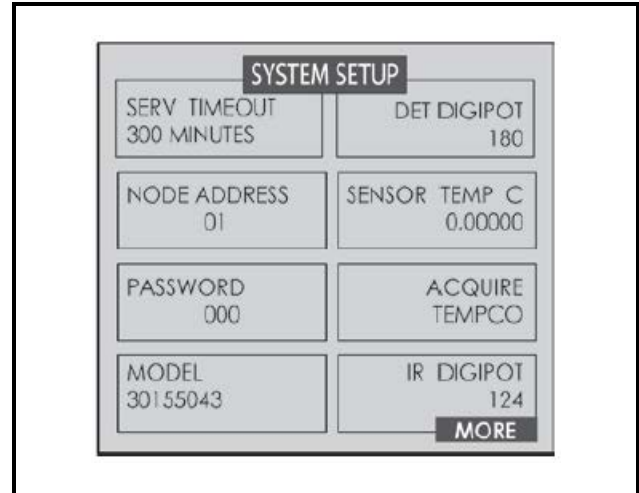 SYSTEM SETUP
SERV TIMEOUT
300 MINUTES
DET DIGIPOT
180
NODE ADDRESS
01
SENSOR TEMP C
0.00000
PASSWORD
000
ACQUIRE
TEMPCO
MODEL
30155043
IR DIGIPOT
124
MORE